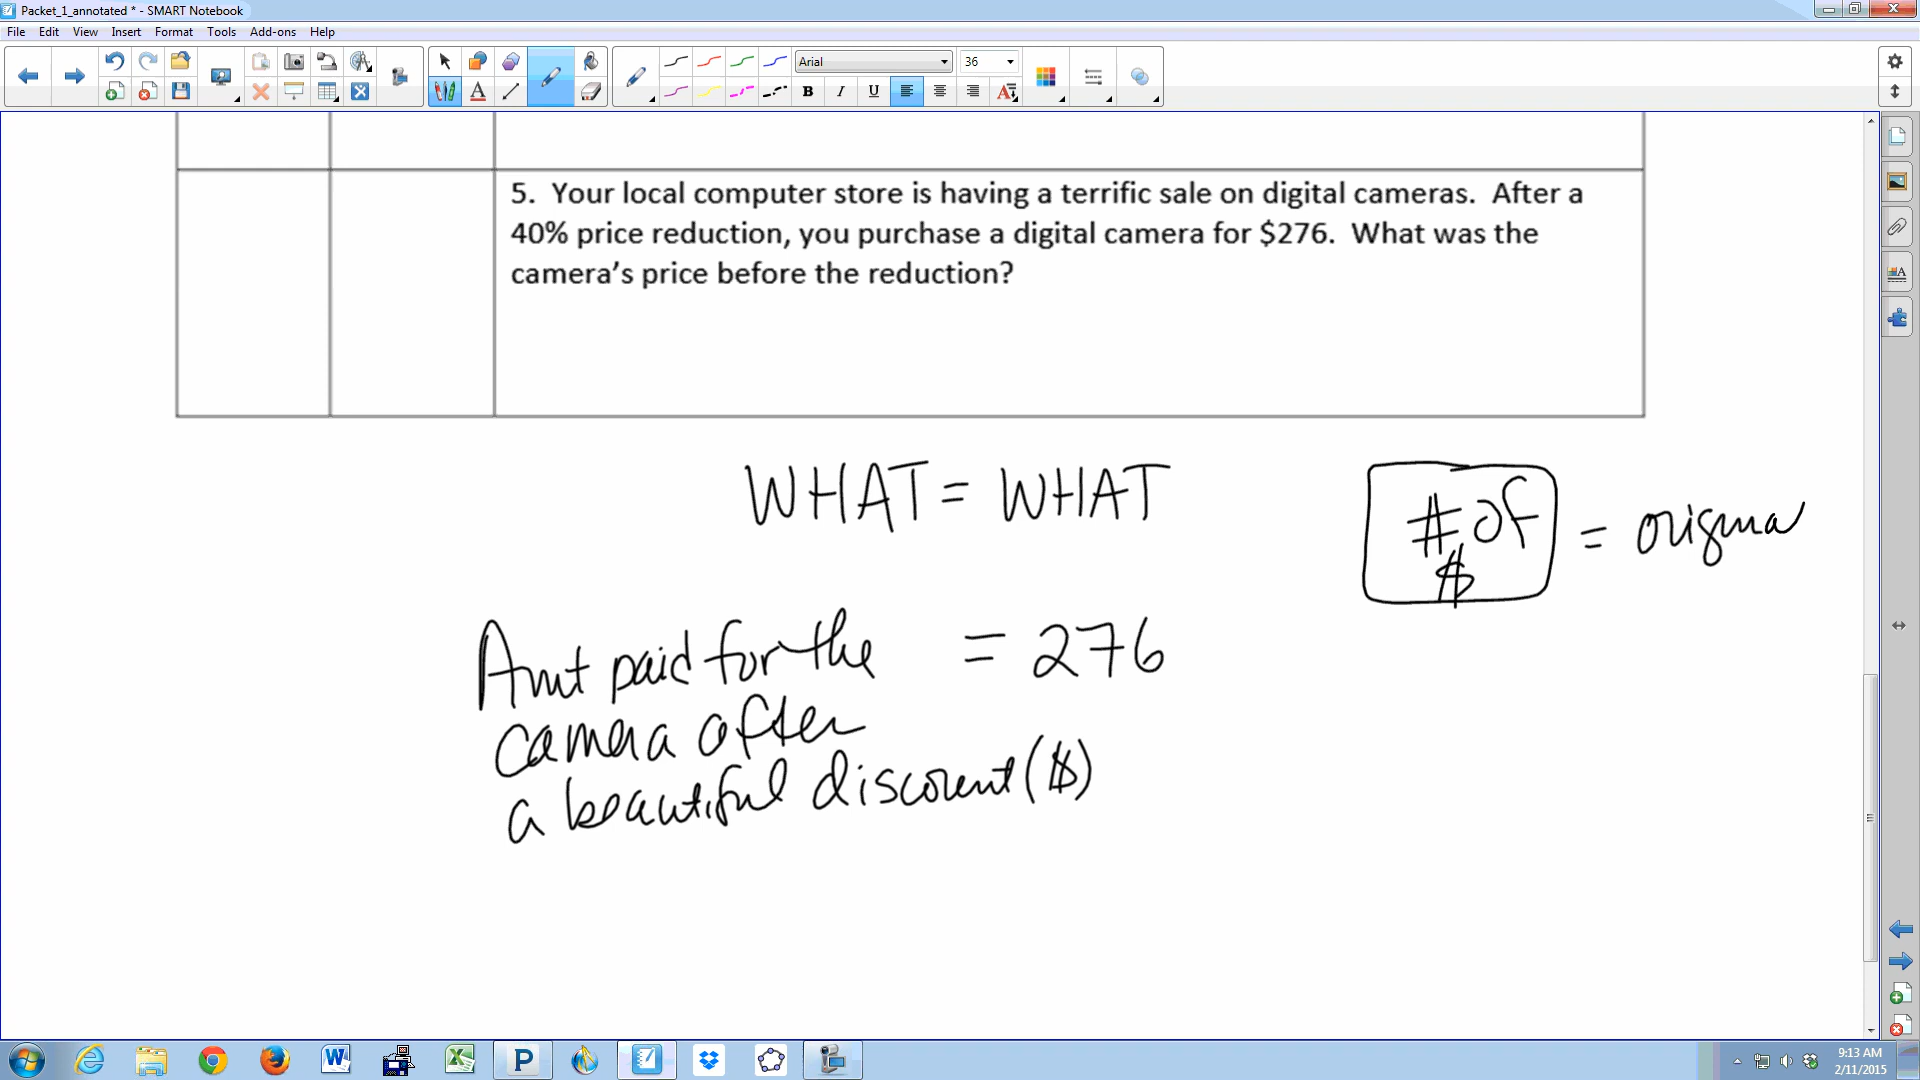 Packet_1_annotated * - SMART Notebook
File Edit View Insert Format Tools Add-ons Help
Arial 36
B I U
5. Your local computer store is having a terrific sale on digital cameras. After a
40% price reduction, you purchase a digital camera for $276. What was the
camera's price before the reduction?
WHAT = WHAT
# of = origina
$
Amt paid for the = 276
camera after
a beautiful discount ($)
9:13 AM
2/11/2015